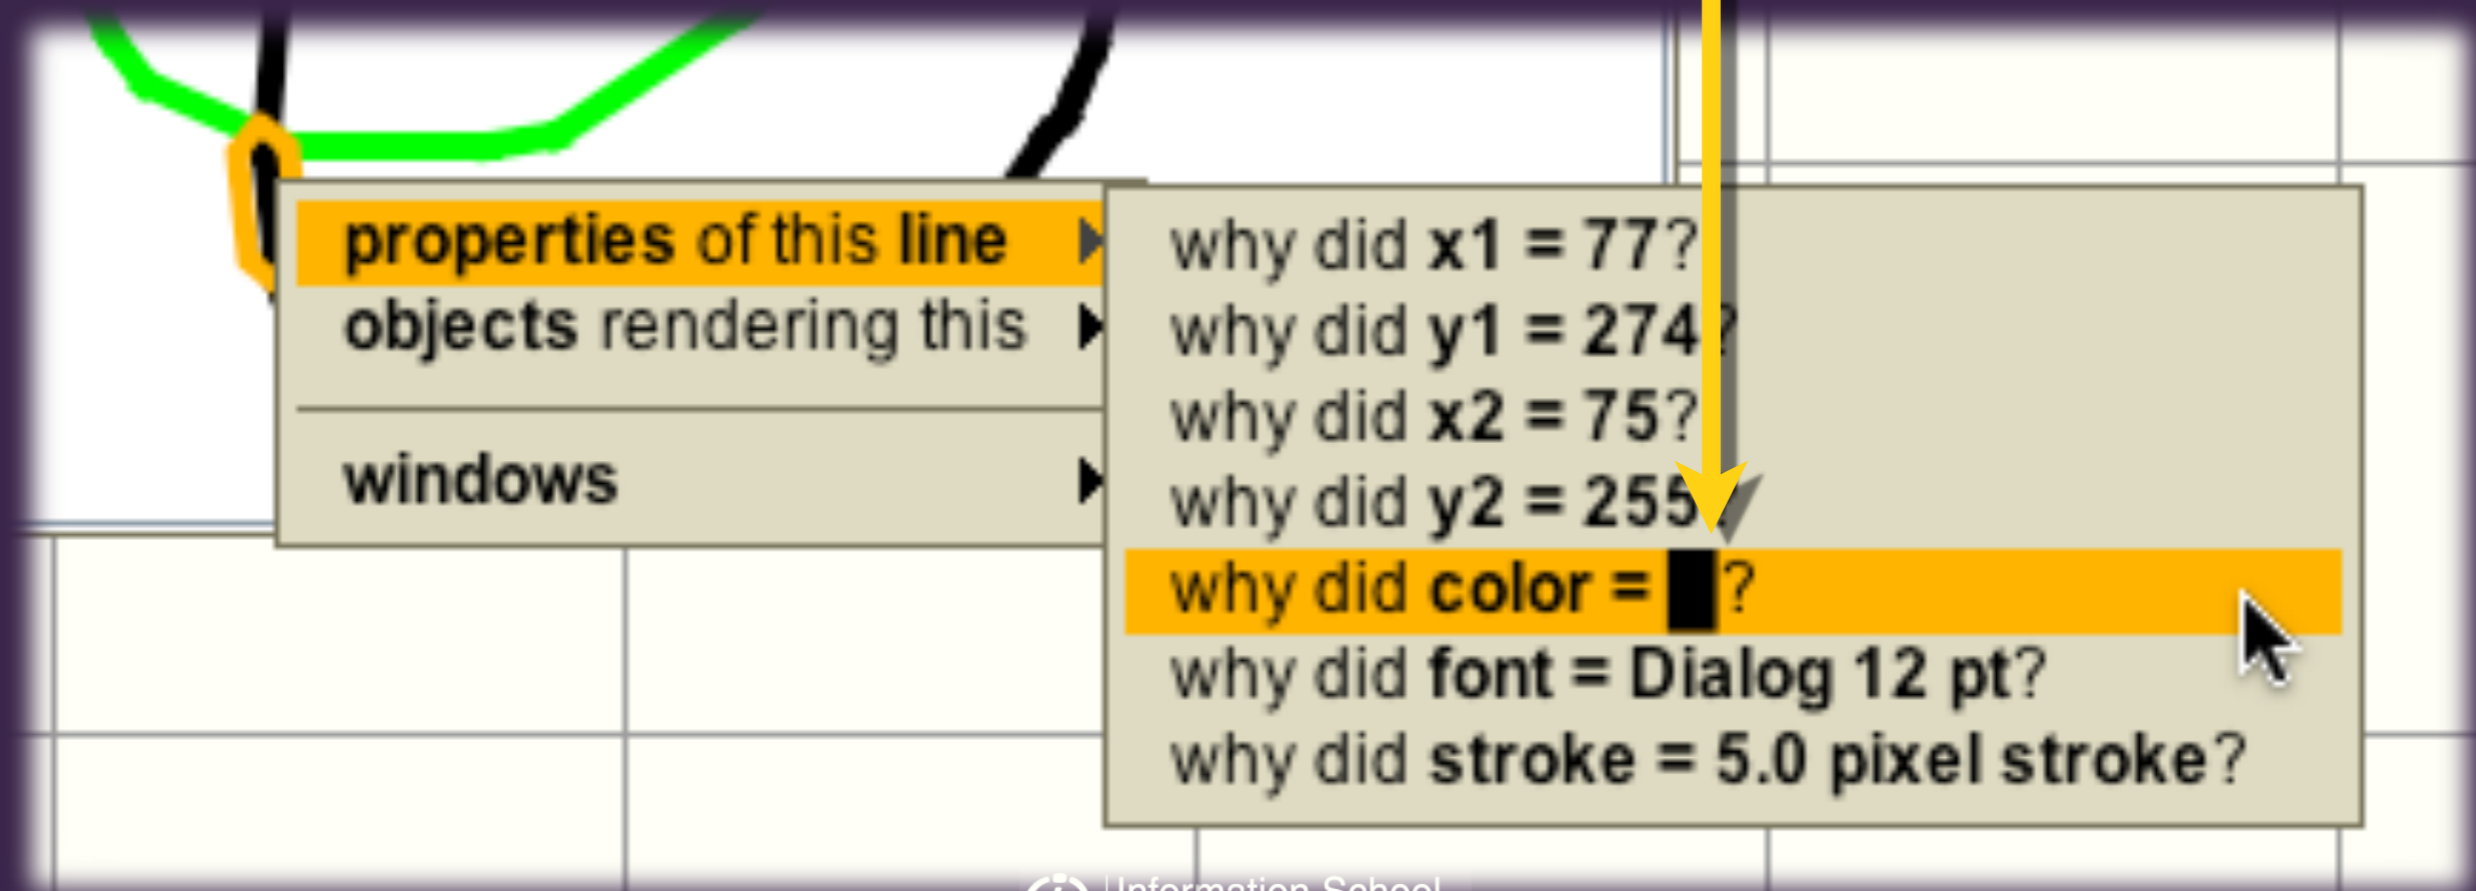 properties of this line
objects rendering this
windows
why did x1 = 77?
why did y1 = 274?
why did x2 = 75?
why did y2 = 255?
why did color = ?
why did font = Dialog 12 pt?
why did stroke = 5.0 pixel stroke?
Information School